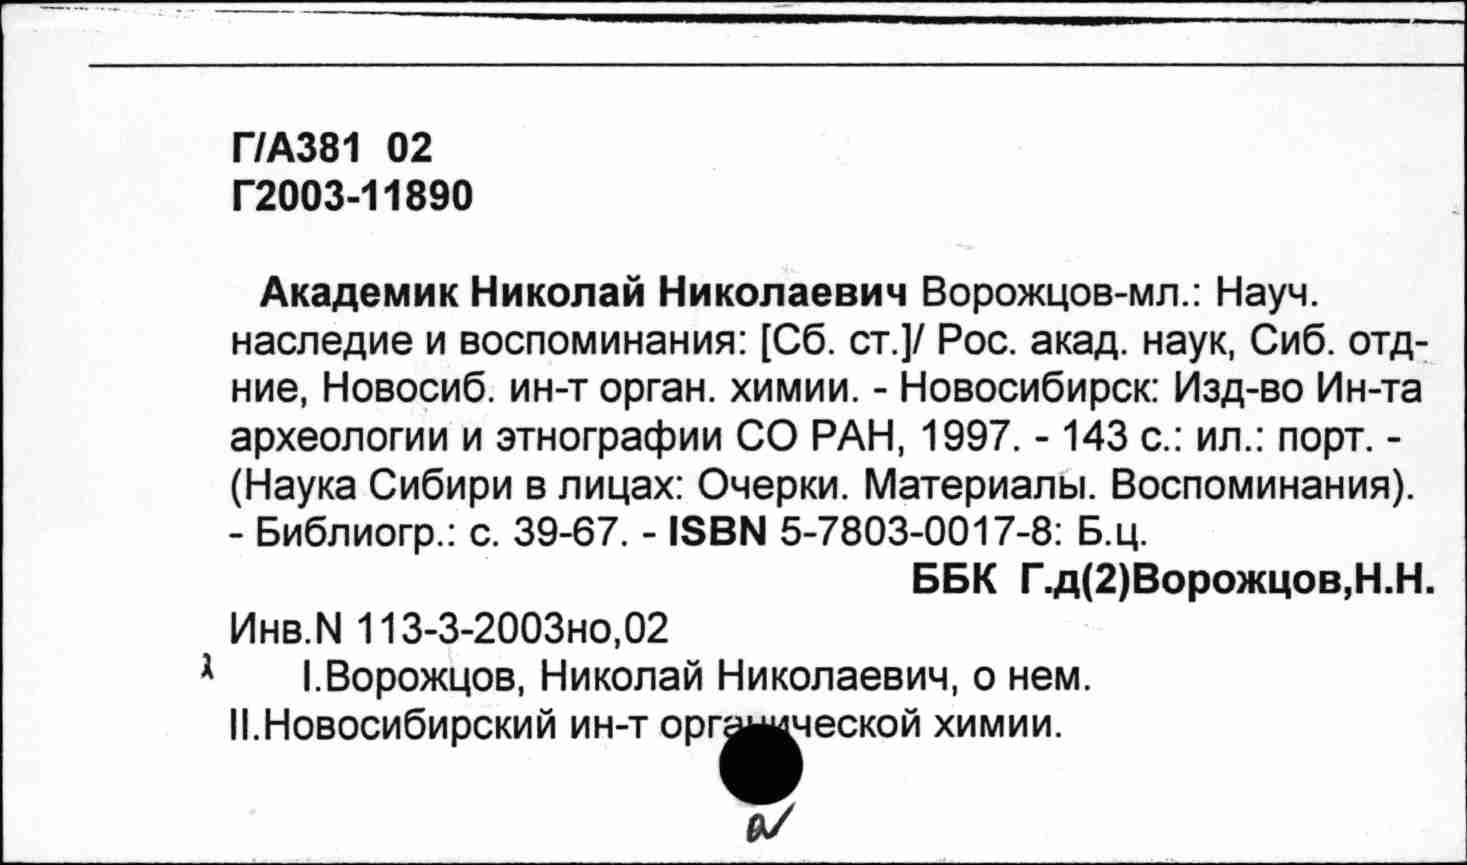 Г/А381 02
Г2003-11890
Академик Николай Николаевич Ворожцов-мл.: Науч.
наследие и воспоминания: [Сб. ст.]/ Рос. акад. наук, Сиб. отд-
ние, Новосиб. ин-т орган. химии. - Новосибирск: Изд-во Ин-та
археологии и этнографии СО РАН, 1997. - 143 с.: ил.: порт. -
(Наука Сибири в лицах: Очерки. Материалы. Воспоминания).
- Библиогр.: с. 39-67. - ISBN 5-7803-0017-8: Б.ц.
ББК Г.д(2)Ворожцов,Н.Н.
Инв.N 113-3-2003но,02
I.Ворожцов, Николай Николаевич, о нем.
II.Новосибирский ин-т органической химии.